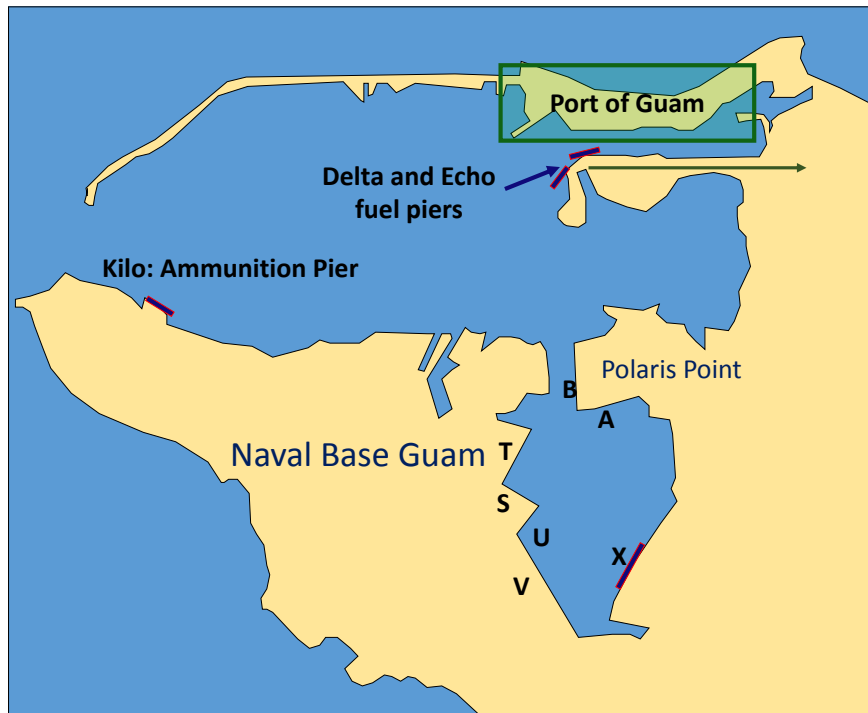 Port of Guam
Delta and Echo
fuel piers
Kilo: Ammunition Pier
Polaris Point
B
A
Naval Base Guam
T
S
U
X
V